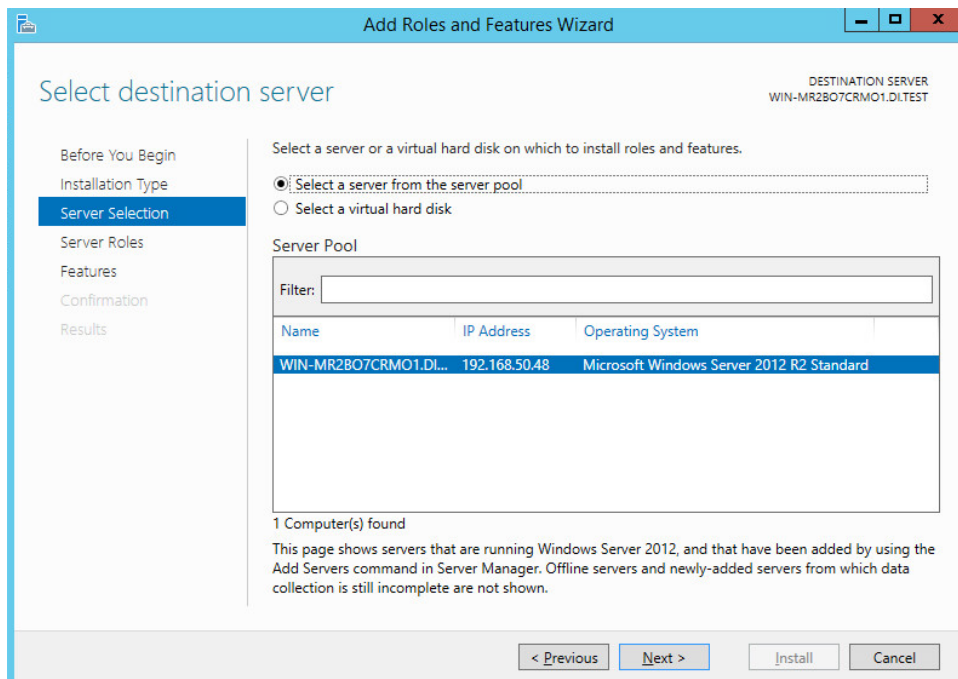 Add Roles and Features Wizard
Select destination server
DESTINATION SERVER
WIN-MR2BO7CRMO1.DI.TEST
Before You Begin
Installation Type
Server Selection
Server Roles
Features
Confirmation
Results
Select a server or a virtual hard disk on which to install roles and features.
Select a server from the server pool
Select a virtual hard disk
Server Pool
Filter:
Name IP Address Operating System
WIN-MR2BO7CRMO1.DI... 192.168.50.48 Microsoft Windows Server 2012 R2 Standard
1 Computer(s) found
This page shows servers that are running Windows Server 2012, and that have been added by using the
Add Servers command in Server Manager. Offline servers and newly-added servers from which data
collection is still incomplete are not shown.
< Previous Next > Install Cancel